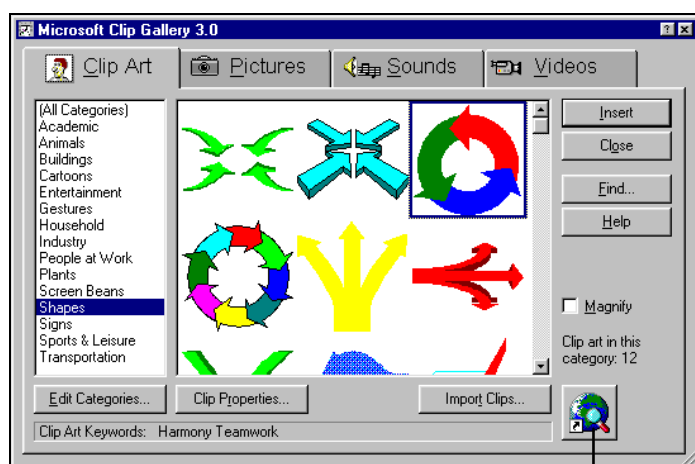 Microsoft Clip Gallery 3.0
Clip Art
Pictures
Sounds
Videos
(All Categories)
Academic
Animals
Buildings
Cartoons
Entertainment
Gestures
Household
Industry
People at Work
Plants
Screen Beans
Shapes
Signs
Sports & Leisure
Transportation
Insert
Close
Find...
Help
Magnify
Clip art in this
category: 12
Edit Categories...
Clip Properties...
Import Clips...
Clip Art Keywords: Harmony Teamwork